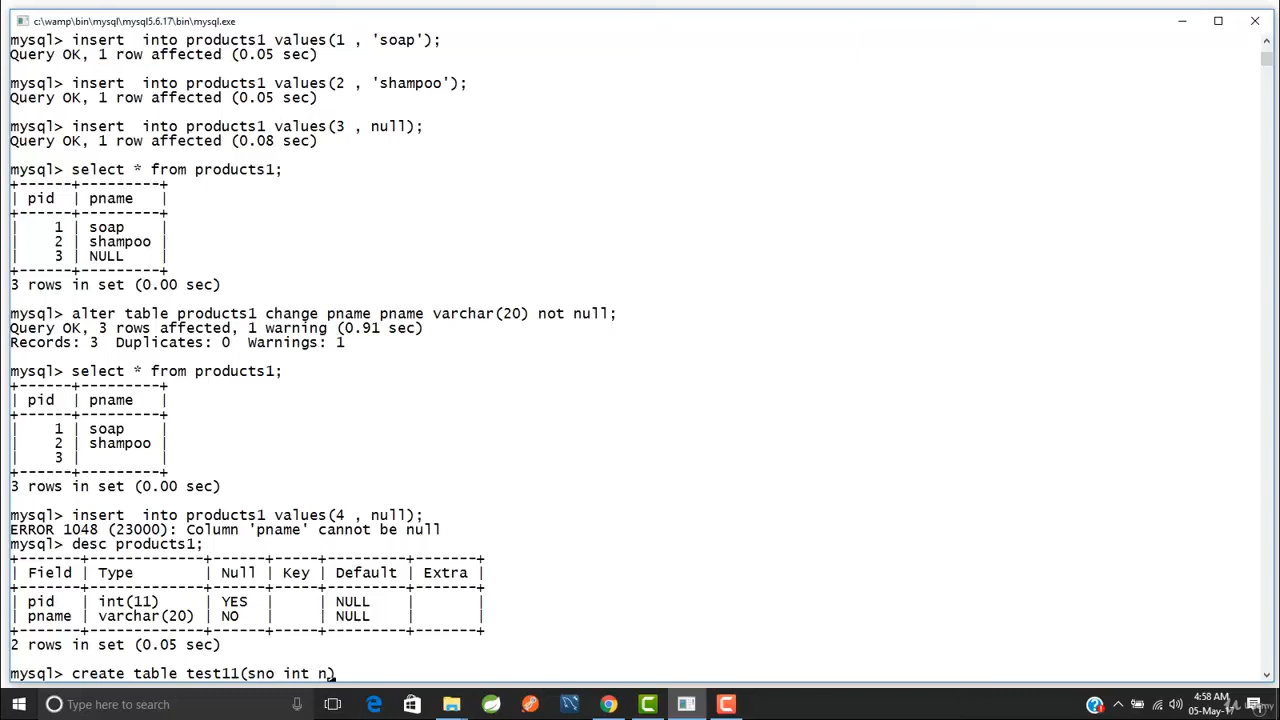 c:\wamp\bin\mysql\mysql5.6.17\bin\mysql.exe
mysql> insert  into products1 values(1 , 'soap');
Query OK, 1 row affected (0.05 sec)
mysql> insert  into products1 values(2 , 'shampoo');
Query OK, 1 row affected (0.05 sec)
mysql> insert  into products1 values(3 , null);
Query OK, 1 row affected (0.08 sec)
mysql> select * from products1;
+------+---------+
| pid  | pname   |
+------+---------+
|    1 | soap    |
|    2 | shampoo |
|    3 | NULL    |
+------+---------+
3 rows in set (0.00 sec)
mysql> alter table products1 change pname pname varchar(20) not null;
Query OK, 3 rows affected, 1 warning (0.91 sec)
Records: 3  Duplicates: 0  Warnings: 1
mysql> select * from products1;
+------+---------+
| pid  | pname   |
+------+---------+
|    1 | soap    |
|    2 | shampoo |
|    3 |         |
+------+---------+
3 rows in set (0.00 sec)
mysql> insert  into products1 values(4 , null);
ERROR 1048 (23000): Column 'pname' cannot be null
mysql> desc products1;
+-------+-------------+------+-----+---------+-------+
| Field | Type        | Null | Key | Default | Extra |
+-------+-------------+------+-----+---------+-------+
| pid   | int(11)     | YES  |     | NULL    |       |
| pname | varchar(20) | NO   |     | NULL    |       |
+-------+-------------+------+-----+---------+-------+
2 rows in set (0.05 sec)
mysql> create table test11(sno int n)
Type here to search
4:58 AM
05-May-1